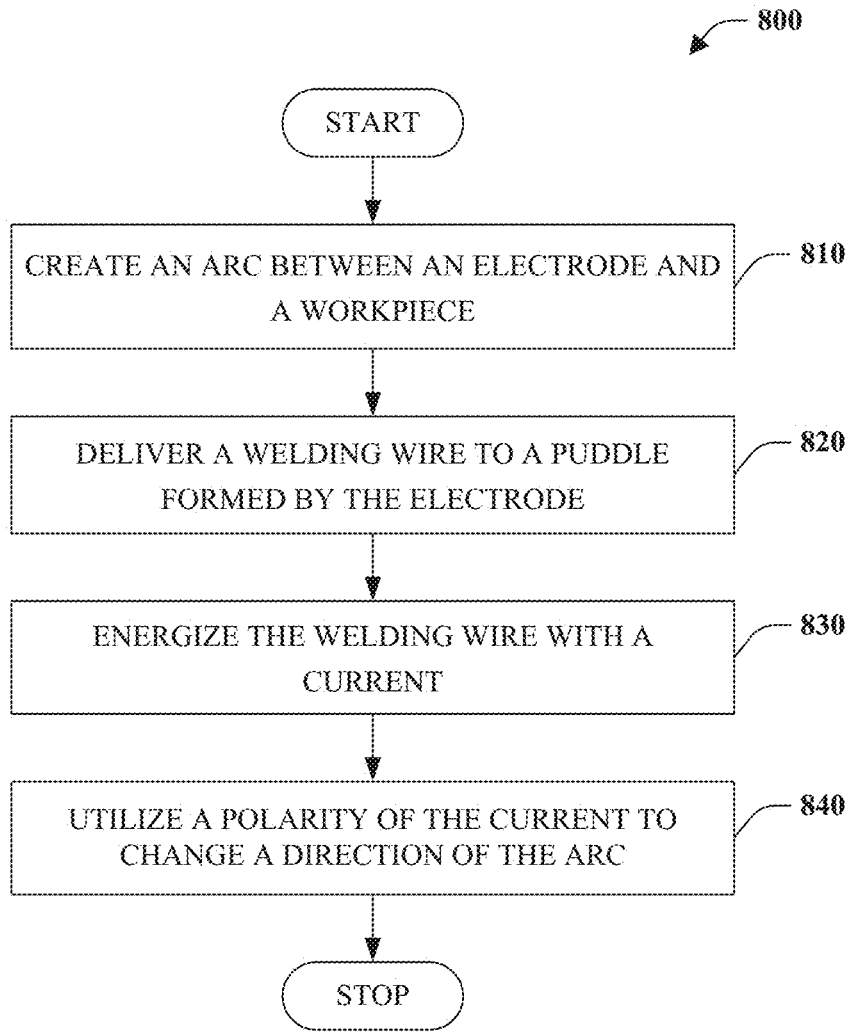 800
START
CREATE AN ARC BETWEEN AN ELECTRODE AND
A WORKPIECE
810
DELIVER A WELDING WIRE TO A PUDDLE
FORMED BY THE ELECTRODE
820
ENERGIZE THE WELDING WIRE WITH A
CURRENT
830
UTILIZE A POLARITY OF THE CURRENT TO
CHANGE A DIRECTION OF THE ARC
840
STOP